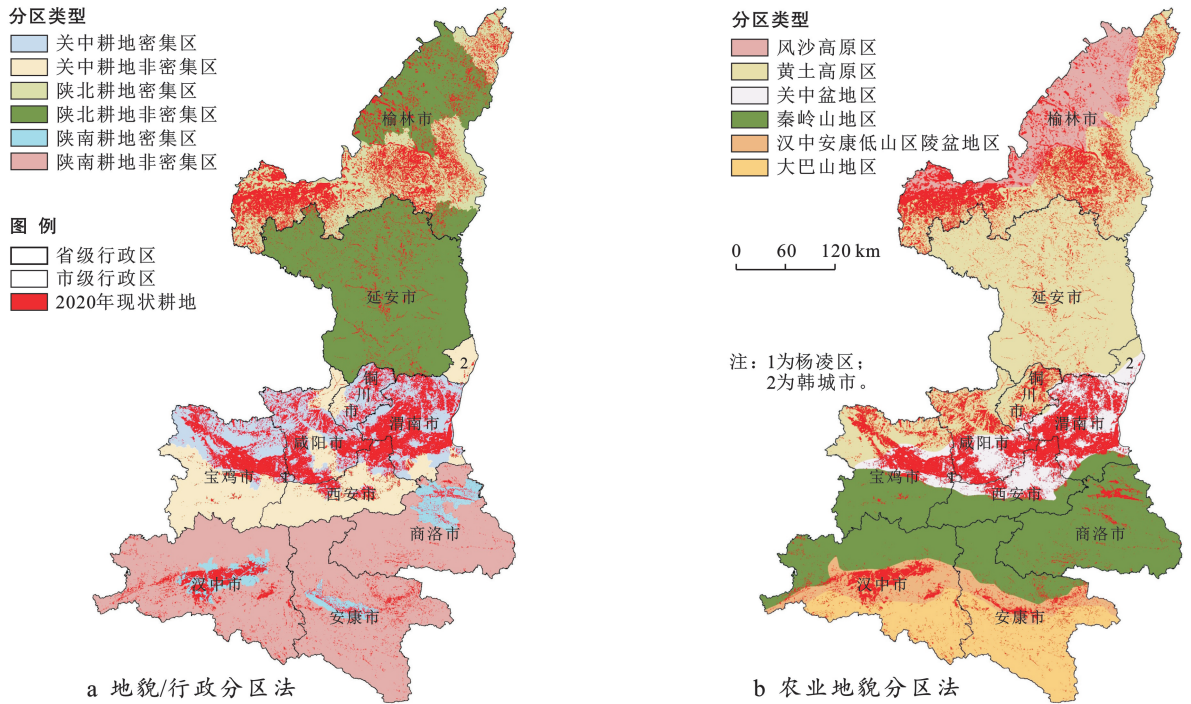 分区类型
关中耕地密集区
关中耕地非密集区
陕北耕地密集区
陕北耕地非密集区
陕南耕地密集区
陕南耕地非密集区
图 例
省级行政区
市级行政区
2020年现状耕地
榆林市
延安市
2
铜川市
渭南市
咸阳市
宝鸡市
1
西安市
商洛市
汉中市
安康市
a 地貌/行政分区法
分区类型
风沙高原区
黄土高原区
关中盆地区
秦岭山地区
汉中安康低山区陵盆地区
大巴山地区
0 60 120 km
注：1为杨凌区；
2为韩城市。
榆林市
延安市
2
铜川市
渭南市
咸阳市
宝鸡市
1
西安市
商洛市
汉中市
安康市
b 农业地貌分区法